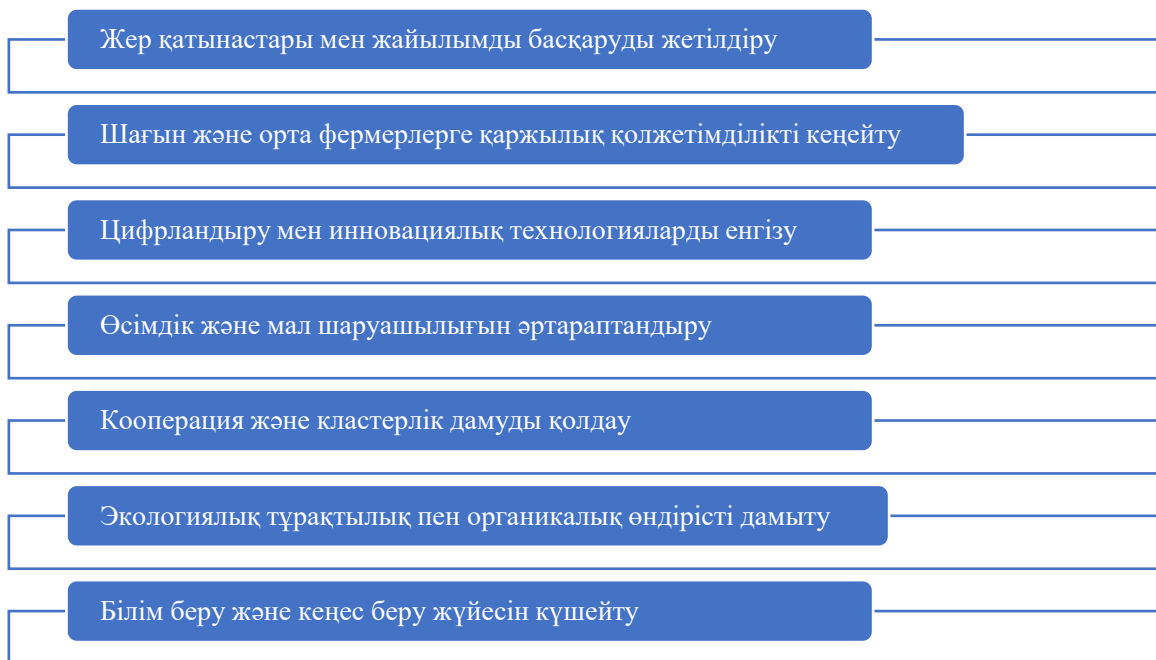 Жер қатынастары мен жайылымды басқаруды жетілдіру
Шағын және орта фермерлерге қаржылық қолжетімділікті кеңейту
Цифрландыру мен инновациялық технологияларды енгізу
Өсімдік және мал шаруашылығын әртараптандыру
Кооперация және кластерлік дамуды қолдау
Экологиялық тұрақтылық пен органикалық өндірісті дамыту
Білім беру және кеңес беру жүйесін күшейту